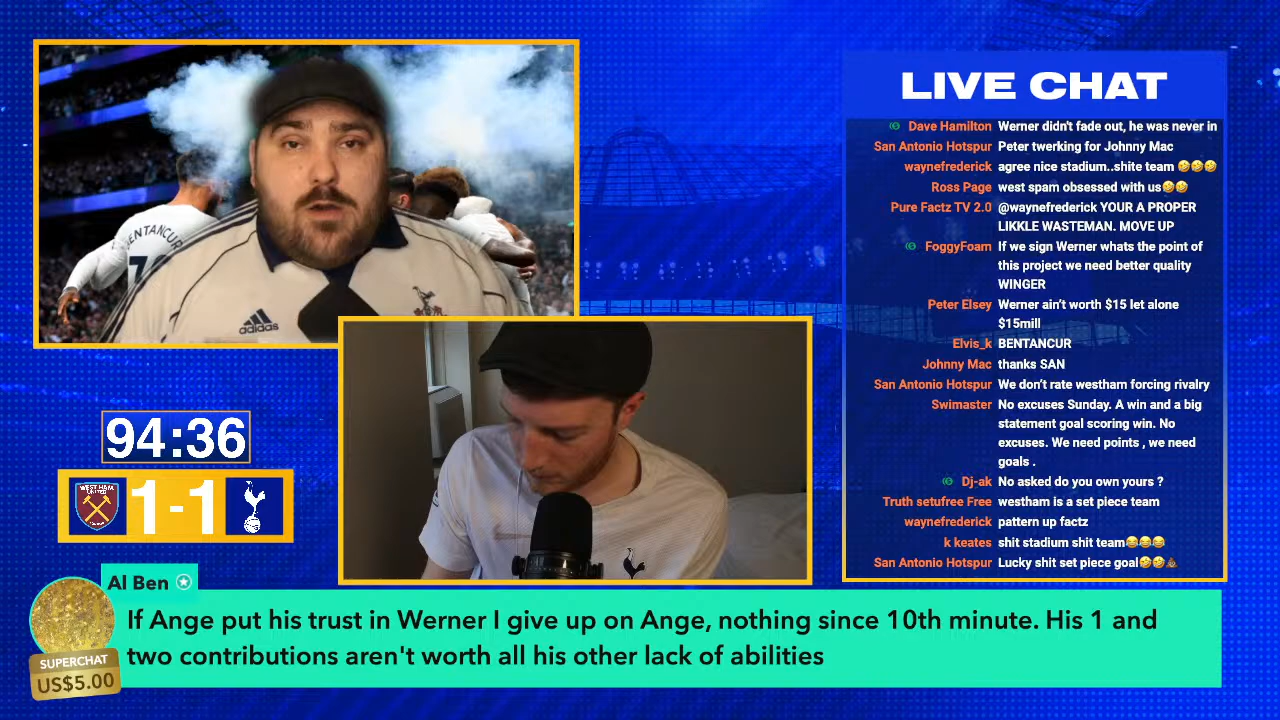 BENTANCUR
adidas
LIVE CHAT
Dave Hamilton Werner didn't fade out, he was never in
San Antonio Hotspur Peter twerking for Johnny Mac
waynefrederick agree nice stadium..shite team 🤣🤣🤣
Ross Page west spam obsessed with us🤣🤣
Pure Factz TV 2.0 @waynefrederick YOUR A PROPER
LIKKLE WASTEMAN. MOVE UP
FoggyFoam If we sign Werner whats the point of
this project we need better quality
WINGER
Peter Elsey Werner ain't worth $15 let alone
$15mill
Elvis_k BENTANCUR
Johnny Mac thanks SAN
San Antonio Hotspur We don't rate westham forcing rivalry
Swimaster No excuses Sunday. A win and a big
statement goal scoring win. No
excuses. We need points , we need
goals .
Dj-ak No asked do you own yours ?
Truth setufree Free westham is a set piece team
waynefrederick pattern up factz
k keates shit stadium shit team😂😂😂
San Antonio Hotspur Lucky shit set piece goal🤣🤣💩
94:36
WEST HAM
UNITED
1-1
Al Ben
If Ange put his trust in Werner I give up on Ange, nothing since 10th minute. His 1 and
two contributions aren't worth all his other lack of abilities
SUPERCHAT
US$5.00